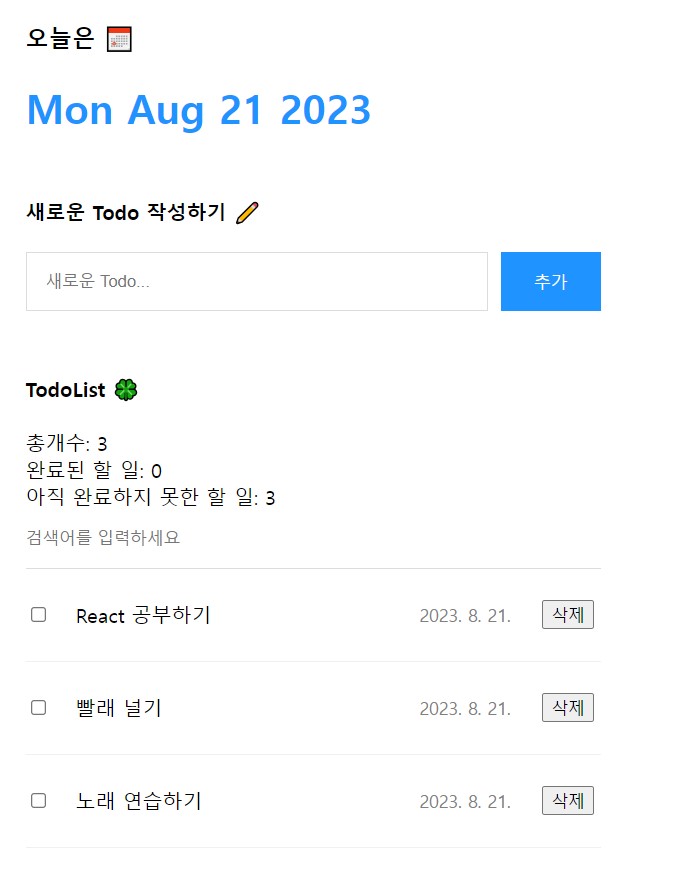 오늘은 📅
Mon Aug 21 2023
새로운 Todo 작성하기 ✏️
새로운 Todo...
추가
TodoList 🍀
총개수: 3
완료된 할 일: 0
아직 완료하지 못한 할 일: 3
검색어를 입력하세요
React 공부하기 2023. 8. 21. 삭제
빨래 널기 2023. 8. 21. 삭제
노래 연습하기 2023. 8. 21. 삭제